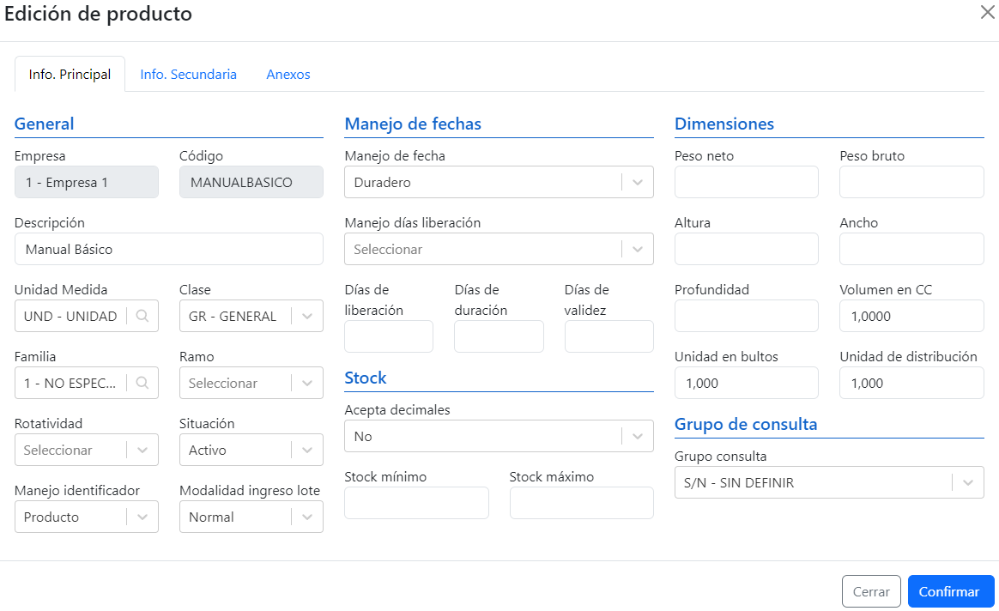 Edición de producto
Info. Principal
Info. Secundaria
Anexos
General
Empresa
Código
1 - Empresa 1
MANUALBASICO
Descripción
Manual Básico
Unidad Medida
Clase
UND - UNIDAD
GR - GENERAL
Familia
Ramo
1 - NO ESPEC...
Seleccionar
Rotatividad
Situación
Seleccionar
Activo
Manejo identificador
Modalidad ingreso lote
Producto
Normal
Manejo de fechas
Manejo de fecha
Duradero
Manejo días liberación
Seleccionar
Días de
liberación
Días de
duración
Días de
validez
Stock
Acepta decimales
No
Stock mínimo
Stock máximo
Dimensiones
Peso neto
Peso bruto
Altura
Ancho
Profundidad
Volumen en CC
1,0000
Unidad en bultos
Unidad de distribución
1,000
1,000
Grupo de consulta
Grupo consulta
S/N - SIN DEFINIR
Cerrar
Confirmar